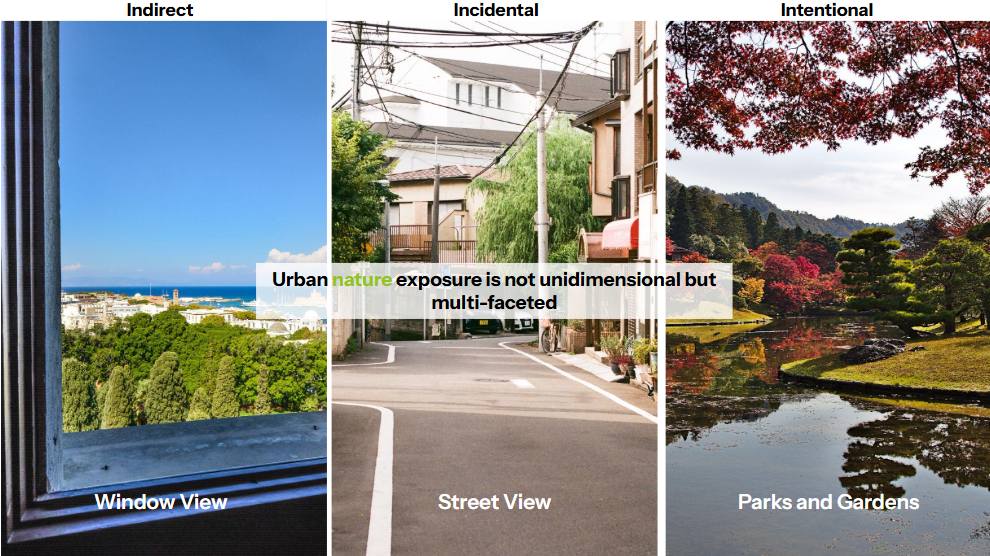 Indirect
Incidental
Intentional
Urban nature exposure is not unidimensional but
multi-faceted
Window View
Street View
Parks and Gardens